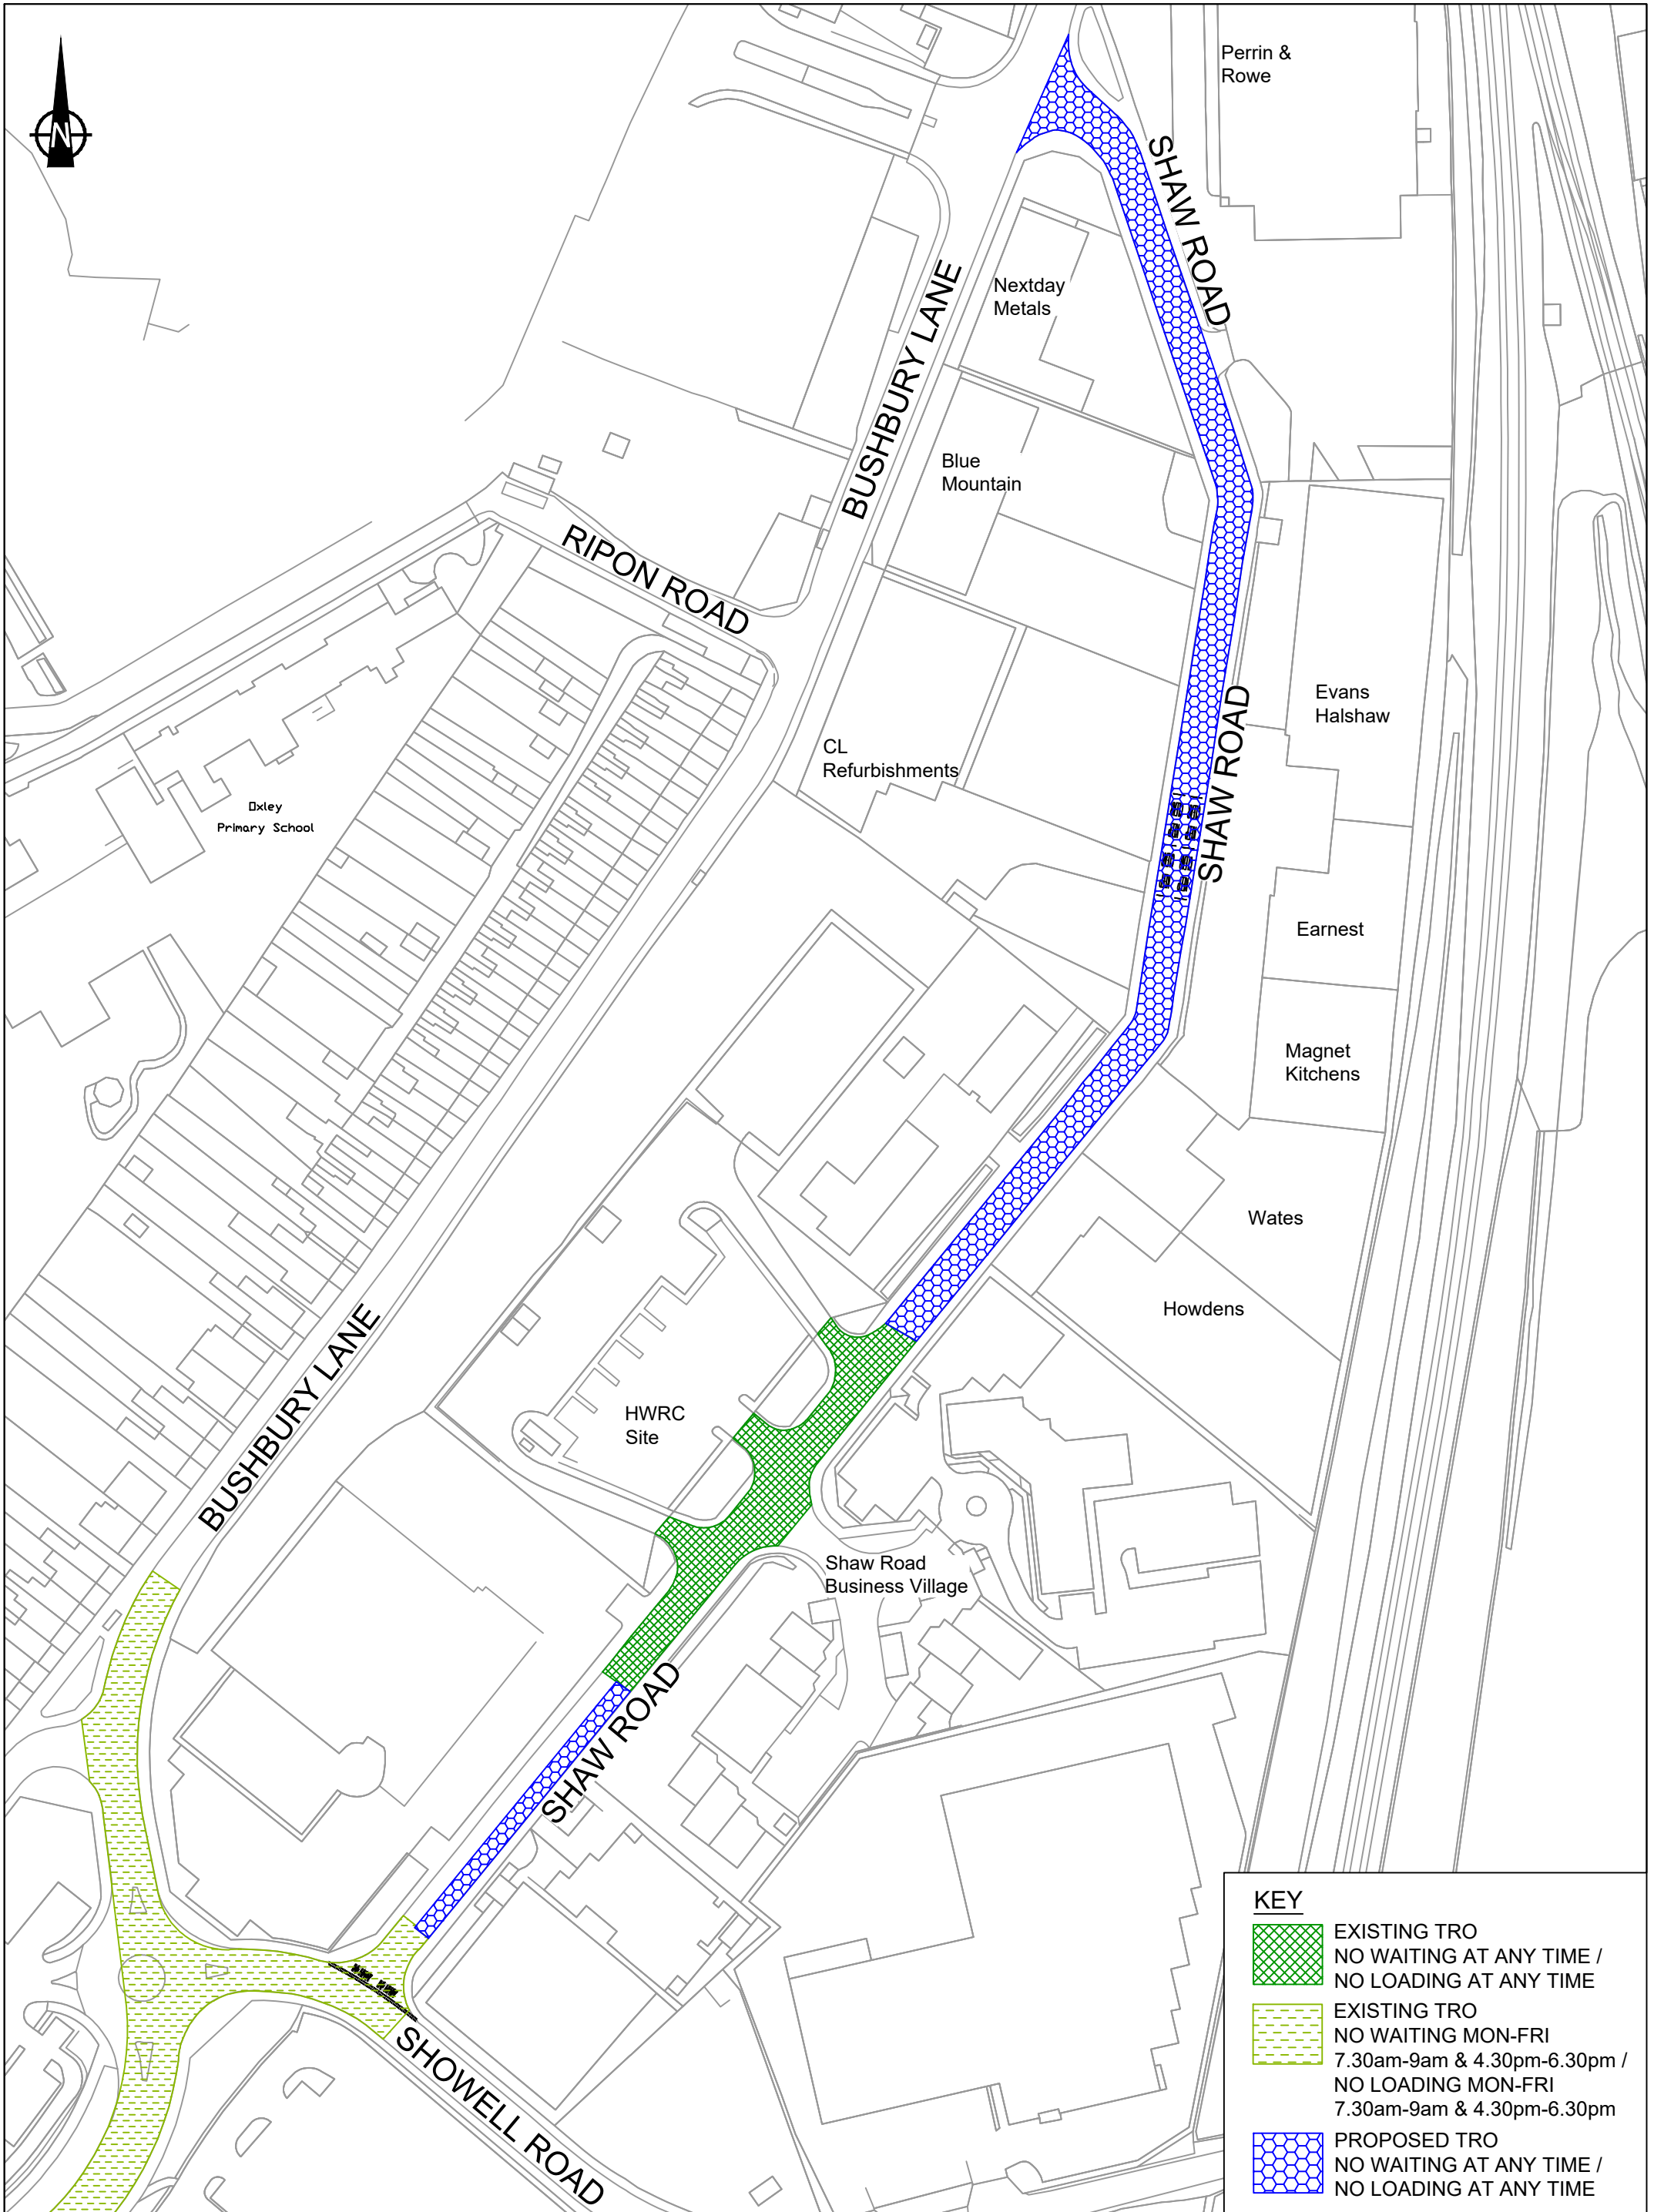 N
Perrin &
Rowe
SHAW ROAD
Nextday
Metals
BUSHBURY LANE
Blue
Mountain
RIPON ROAD
Evans
Halshaw
SHAW ROAD
CL
Refurbishments
Oxley
Primary School
Earnest
Magnet
Kitchens
Wates
Howdens
BUSHBURY LANE
HWRC
Site
Shaw Road
Business Village
SHAW ROAD
SHOWELL ROAD
KEY
EXISTING TRO
NO WAITING AT ANY TIME /
NO LOADING AT ANY TIME
EXISTING TRO
NO WAITING MON-FRI
7.30am-9am & 4.30pm-6.30pm /
NO LOADING MON-FRI
7.30am-9am & 4.30pm-6.30pm
PROPOSED TRO
NO WAITING AT ANY TIME /
NO LOADING AT ANY TIME